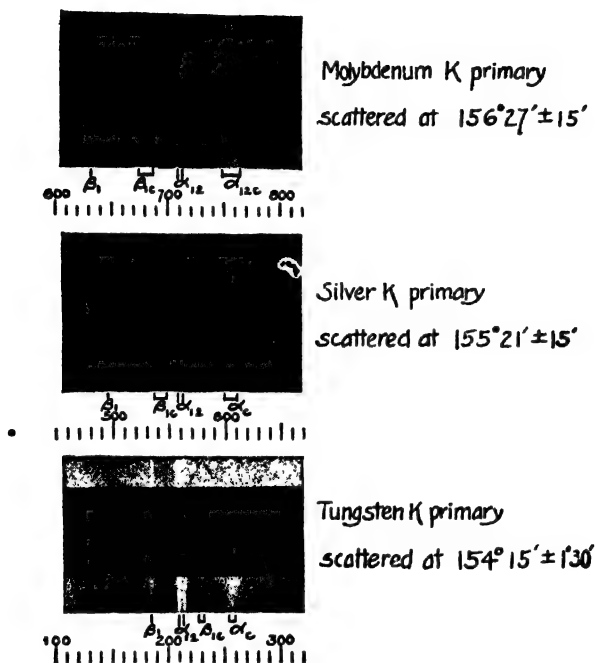 Molybdenum K primary
scattered at 156°27'±15'
β₁ β₁c α₁₂ α₁₂c
600 700 800
Silver K primary
scattered at 155°21'±15'
β₁ β₁c α₁₂ αc
500 600
Tungsten K primary
scattered at 154°15'±1°30'
β₁ α₁₂ β₁c αc
100 200 300